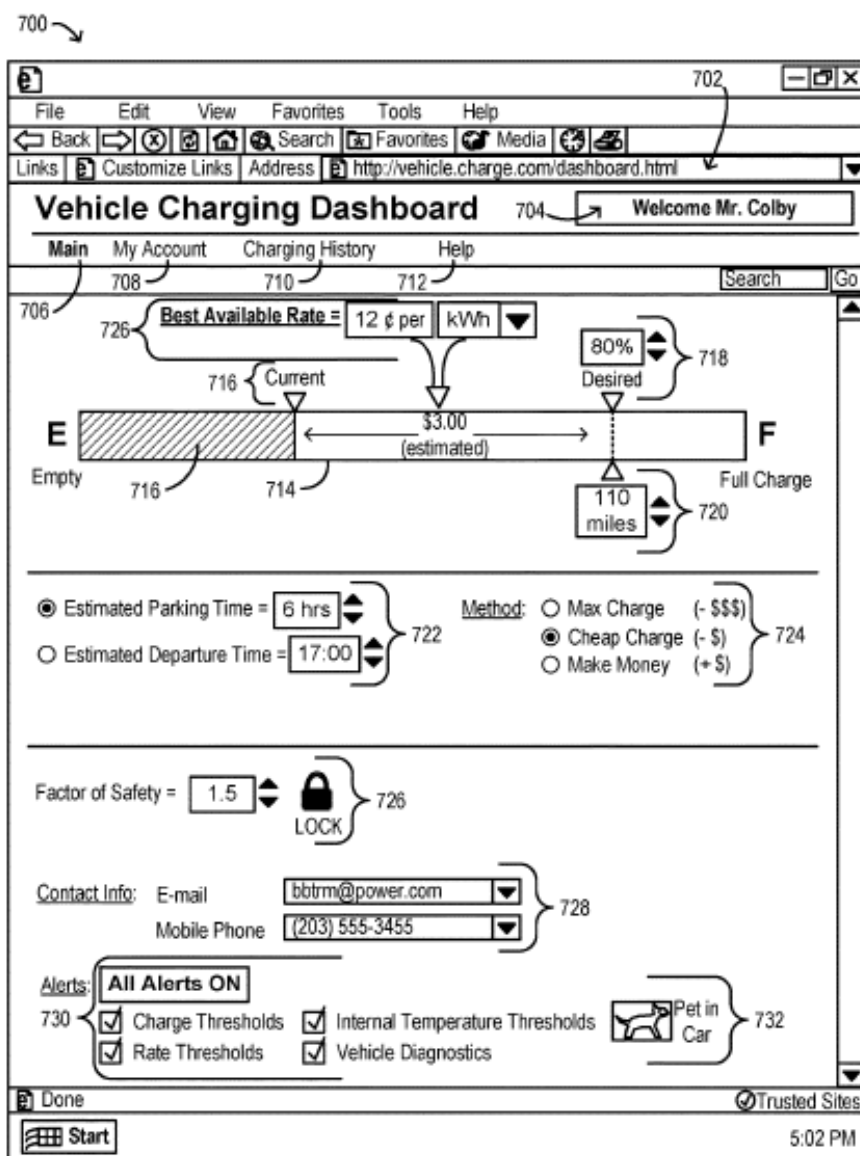 700
702
File Edit View Favorites Tools Help
Back Search Favorites Media
Links Customize Links Address http://vehicle.charge.com/dashboard.html
Vehicle Charging Dashboard 704 Welcome Mr. Colby
Main My Account Charging History Help
706 708 710 712 Search Go
726 Best Available Rate = 12 ¢ per kWh
80% 718
716 Current Desired
E $3.00 F
(estimated)
Empty 716 714 Full Charge
110 720
miles
Estimated Parking Time = 6 hrs 722 Method: Max Charge (- $$$) 724
Cheap Charge (- $)
Estimated Departure Time = 17:00 Make Money (+ $)
Factor of Safety = 1.5 726
LOCK
Contact Info: E-mail bbtrm@power.com 728
Mobile Phone (203) 555-3455
Alerts: All Alerts ON
730 Charge Thresholds Internal Temperature Thresholds Pet in 732
Rate Thresholds Vehicle Diagnostics Car
Done Trusted Sites
Start 5:02 PM